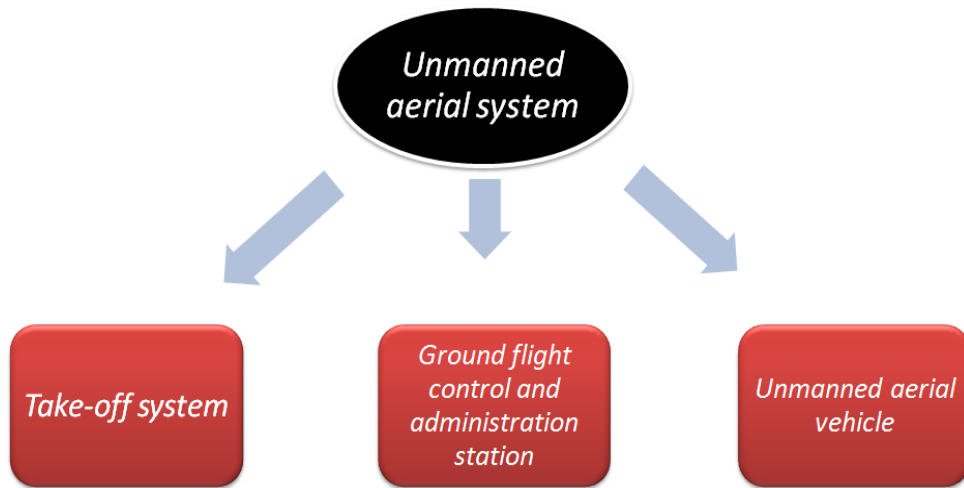 Unmanned
aerial system
Take-off system
Ground flight
control and
administration
station
Unmanned aerial
vehicle